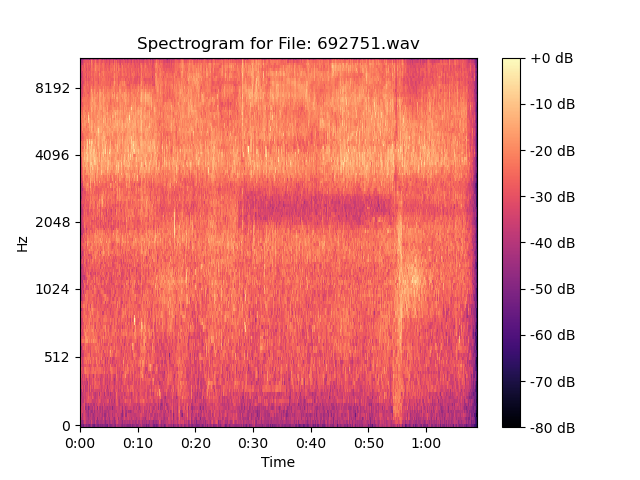 Spectrogram for File: 692751.wav
Hz
8192
4096
2048
1024
512
0
0:00 0:10 0:20 0:30 0:40 0:50 1:00
Time
+0 dB
-10 dB
-20 dB
-30 dB
-40 dB
-50 dB
-60 dB
-70 dB
-80 dB